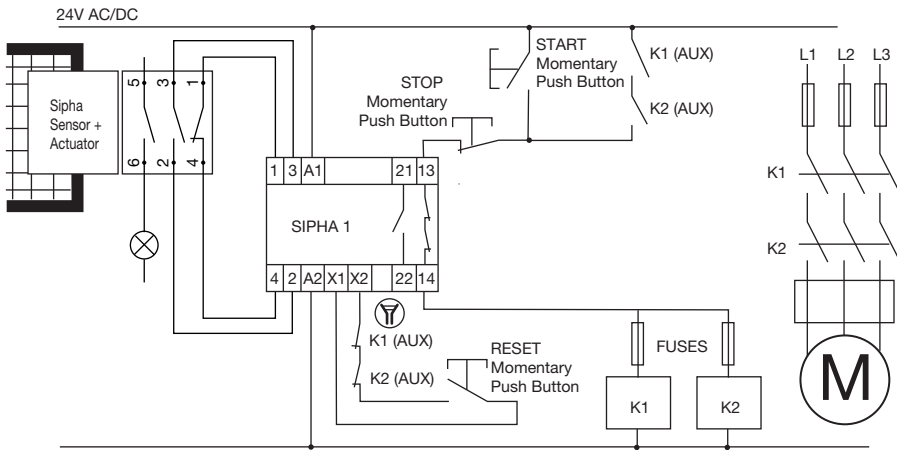 24V AC/DC
5 3 1
Sipha
Sensor +
Actuator
6 2 4
STOP
Momentary
Push Button
START
Momentary
Push Button
K1 (AUX)
K2 (AUX)
L1 L2 L3
K1
K2
1 3 A1 21 13
SIPHA 1
4 2 A2 X1 X2 22 14
K1 (AUX)
K2 (AUX)
RESET
Momentary
Push Button
FUSES
K1 K2
M